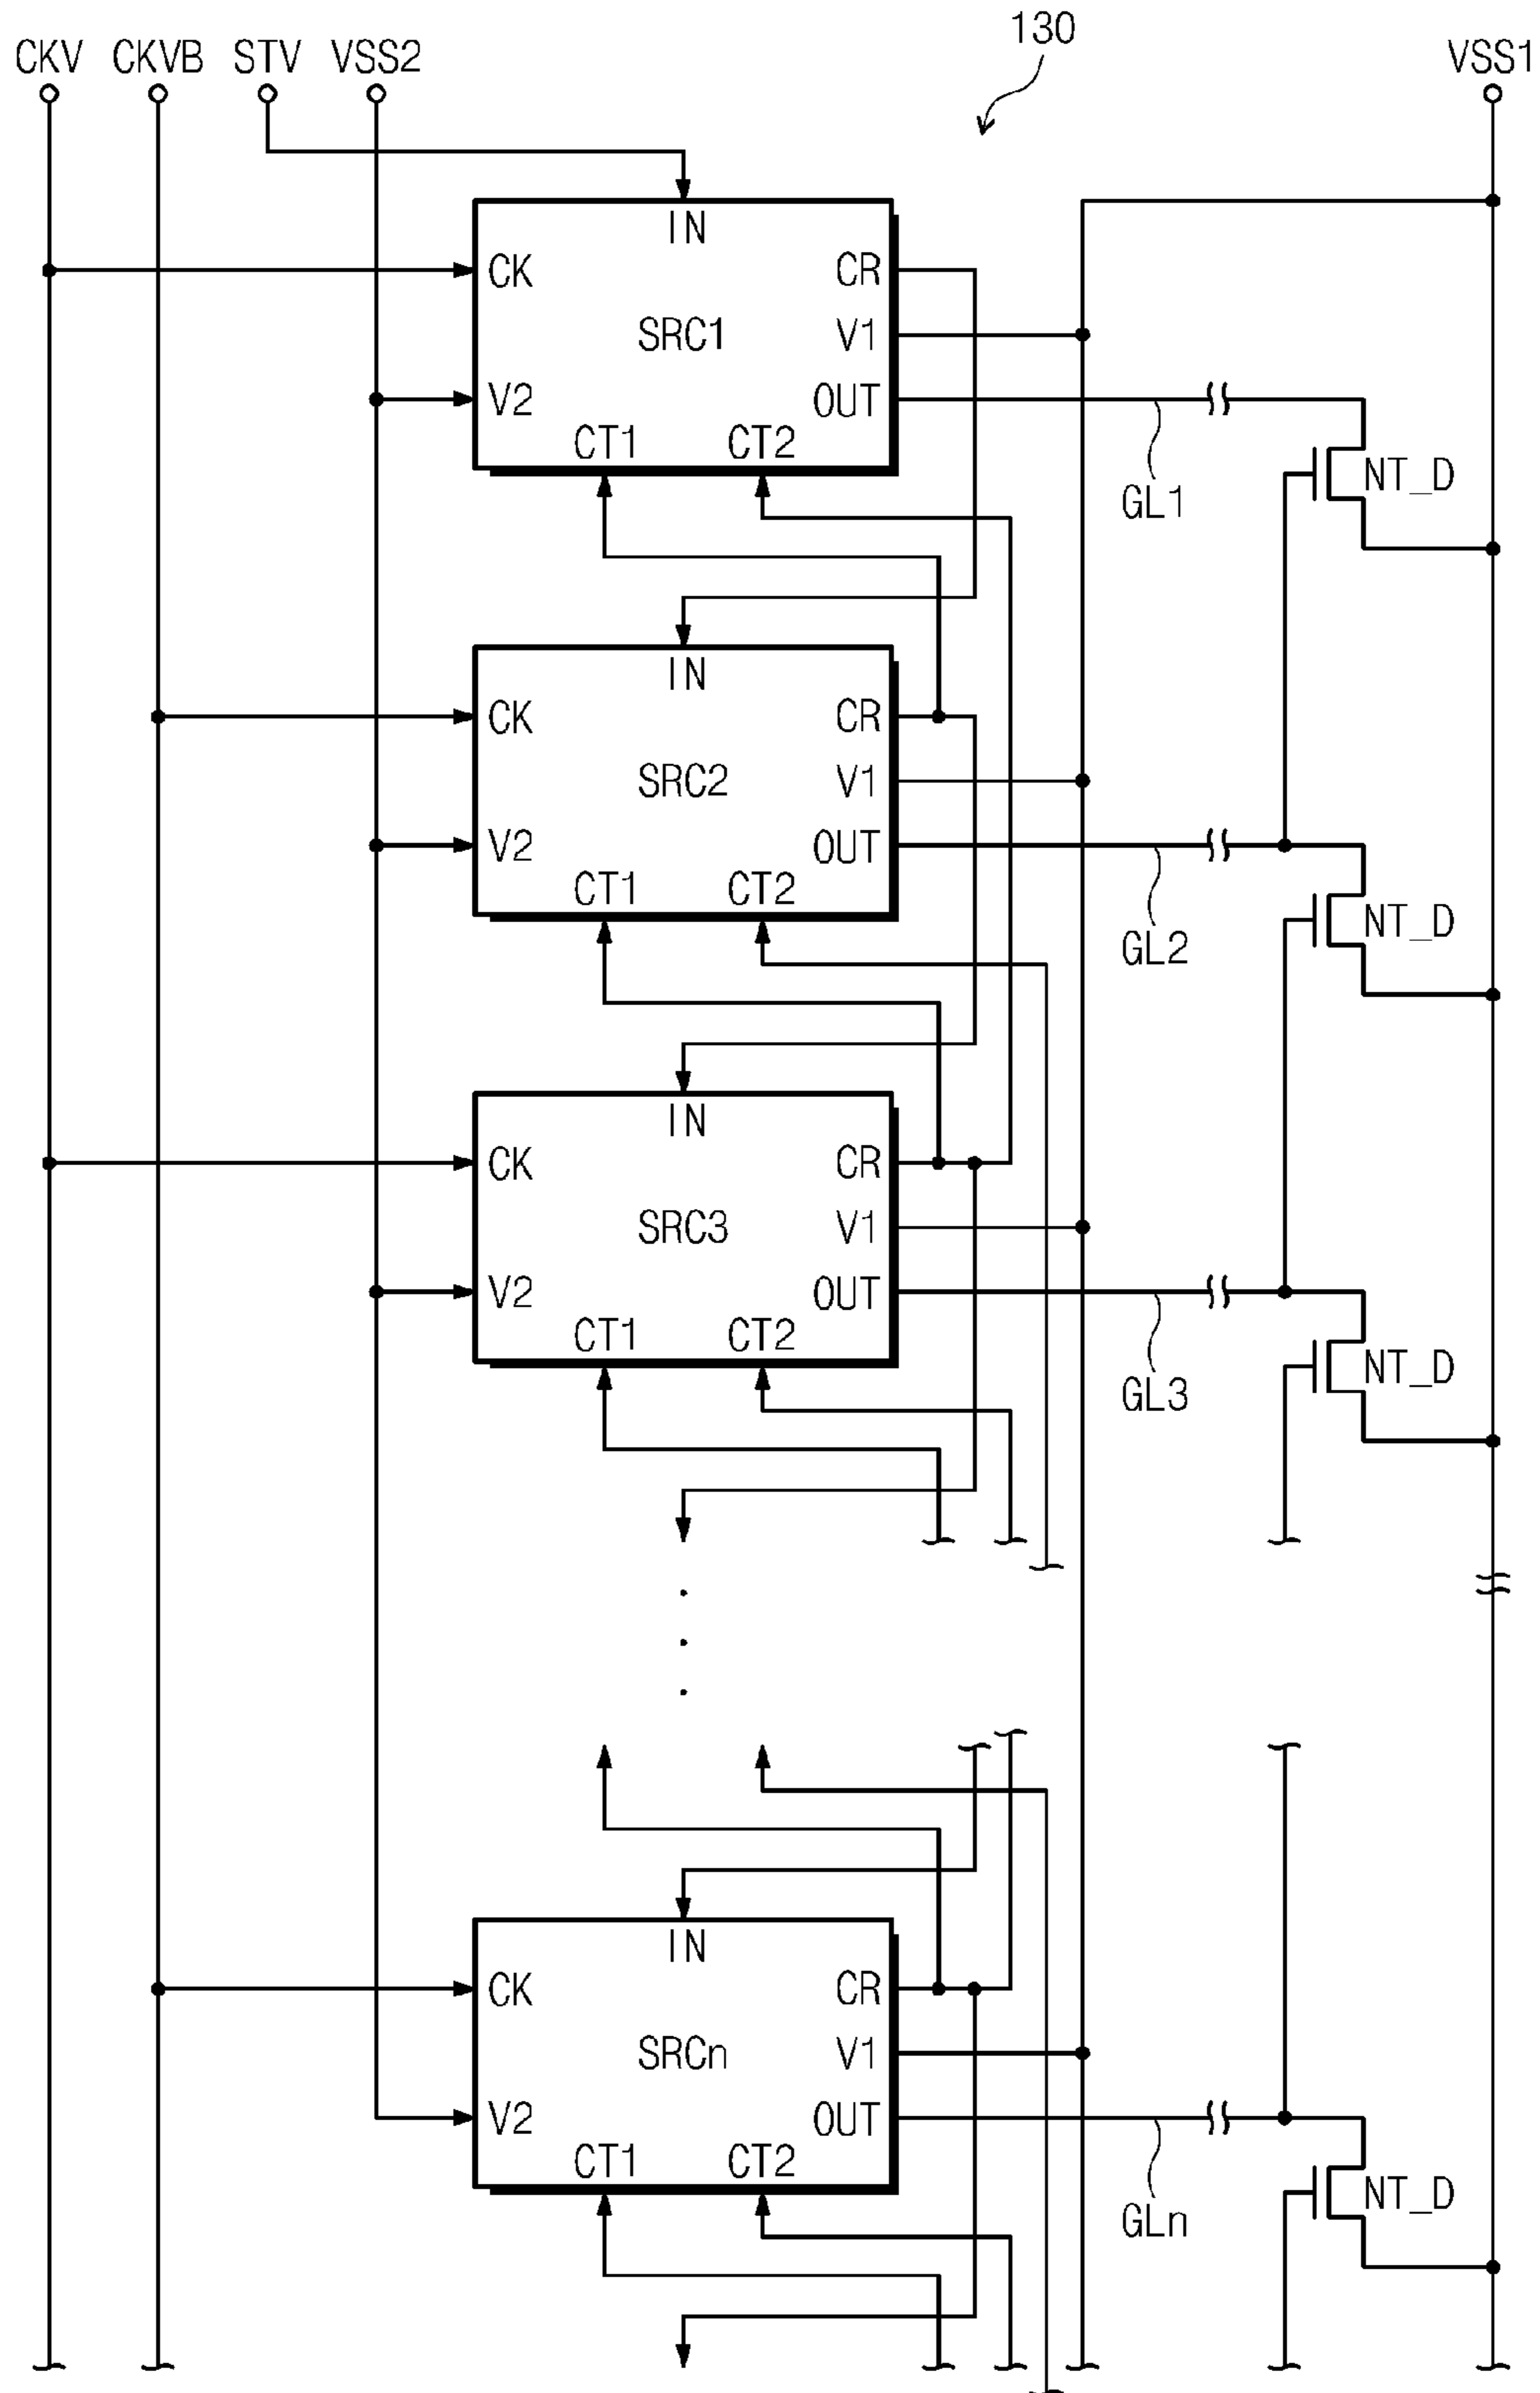 130
CKV CKVB STV VSS2 VSS1
IN
CK CR
SRC1 V1
V2 OUT
CT1 CT2
GL1
NT_D
IN
CK CR
SRC2 V1
V2 OUT
CT1 CT2
GL2
NT_D
IN
CK CR
SRC3 V1
V2 OUT
CT1 CT2
GL3
NT_D
IN
CK CR
SRCn V1
V2 OUT
CT1 CT2
GLn
NT_D